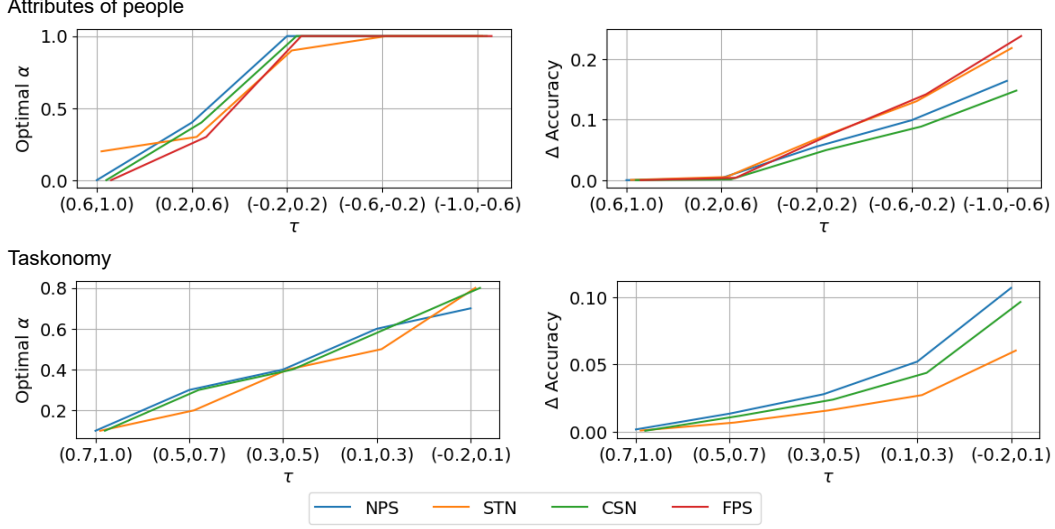 Attributes of people
1.0
0.5
0.0
Optimal α
(0.6,1.0) (0.2,0.6) (-0.2,0.2) (-0.6,-0.2) (-1.0,-0.6)
τ
0.2
0.1
0.0
Δ Accuracy
(0.6,1.0) (0.2,0.6) (-0.2,0.2) (-0.6,-0.2) (-1.0,-0.6)
τ
Taskonomy
0.8
0.6
0.4
0.2
Optimal α
(0.7,1.0) (0.5,0.7) (0.3,0.5) (0.1,0.3) (-0.2,0.1)
τ
0.10
0.05
0.00
Δ Accuracy
(0.7,1.0) (0.5,0.7) (0.3,0.5) (0.1,0.3) (-0.2,0.1)
τ
NPS STN CSN FPS